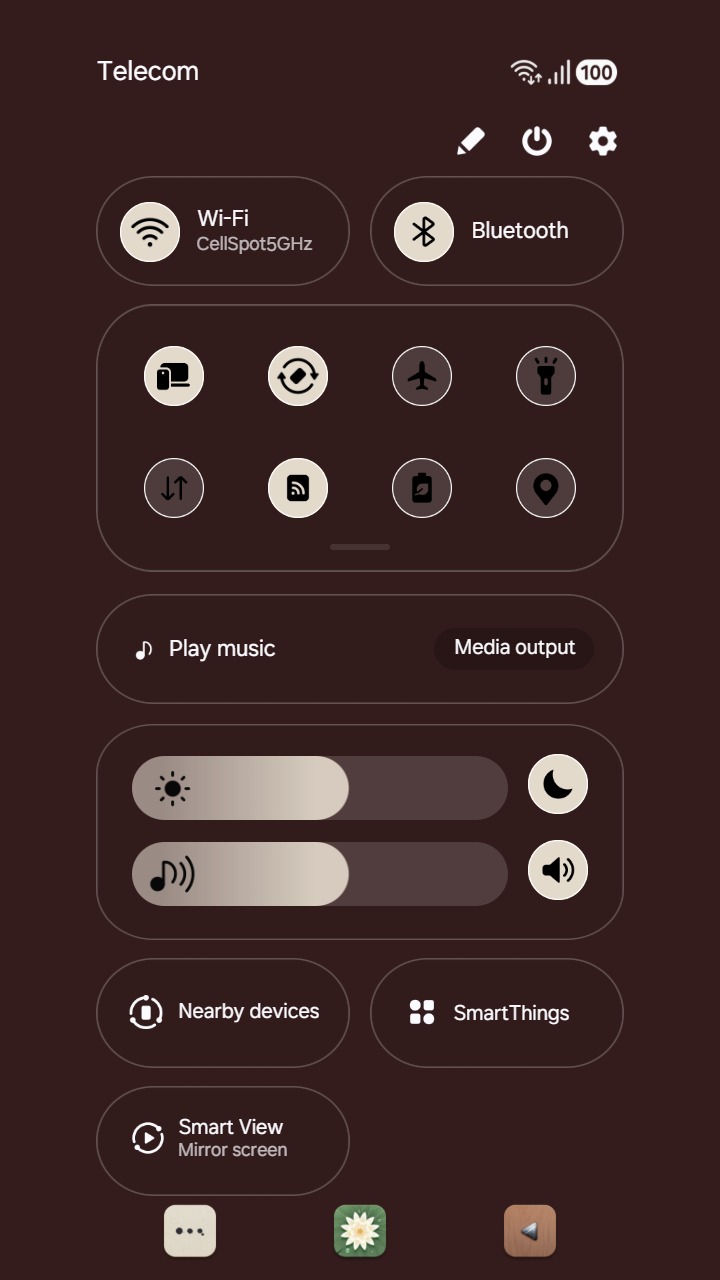 Telecom
100
Wi-Fi
CellSpot5GHz
Bluetooth
Play music
Media output
Nearby devices
SmartThings
Smart View
Mirror screen